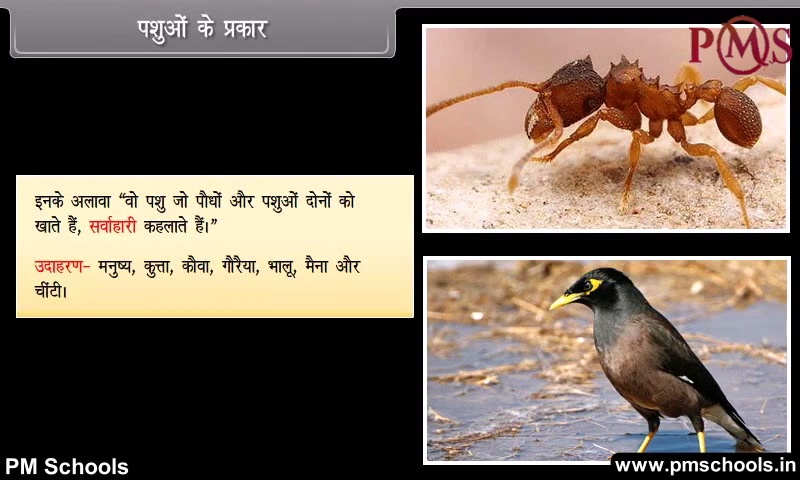 पशुओं के प्रकार
PMS
इनके अलावा “वो पशु जो पौधों और पशुओं दोनों को
खाते हैं, सर्वाहारी कहलाते हैं।”
उदाहरण– मनुष्य, कुत्ता, कौवा, गौरैया, भालू, मैना और
चींटी।
PM Schools
www.pmschools.in